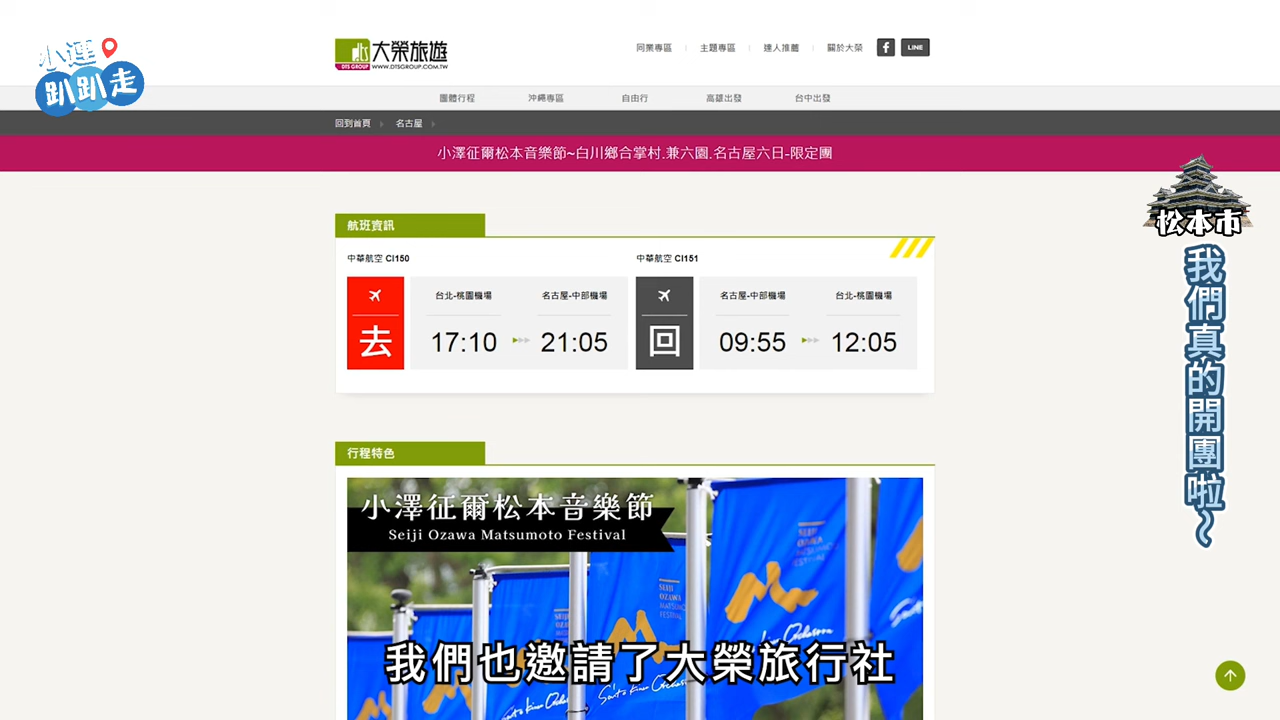 小運
趴趴走
dts
DTS GROUP
大榮旅遊
WWW.DTSGROUP.COM.TW
同業專區
主題專區
達人推薦
關於大榮
f
LINE
團體行程
沖繩專區
自由行
高雄出發
台中出發
回到首頁
名古屋
小澤征爾松本音樂節~白川鄉合掌村.兼六園.名古屋六日-限定團
松本市
我們真的開團啦~
航班資訊
中華航空 CI150
去
台北-桃園機場
名古屋-中部機場
17:10
21:05
中華航空 CI151
回
名古屋-中部機場
台北-桃園機場
09:55
12:05
行程特色
小澤征爾松本音樂節
Seiji Ozawa Matsumoto Festival
SEIJI
OZAWA
MATSUMOTO
FESTIVAL
Saito Kinen Orchestra
我們也邀請了大榮旅行社